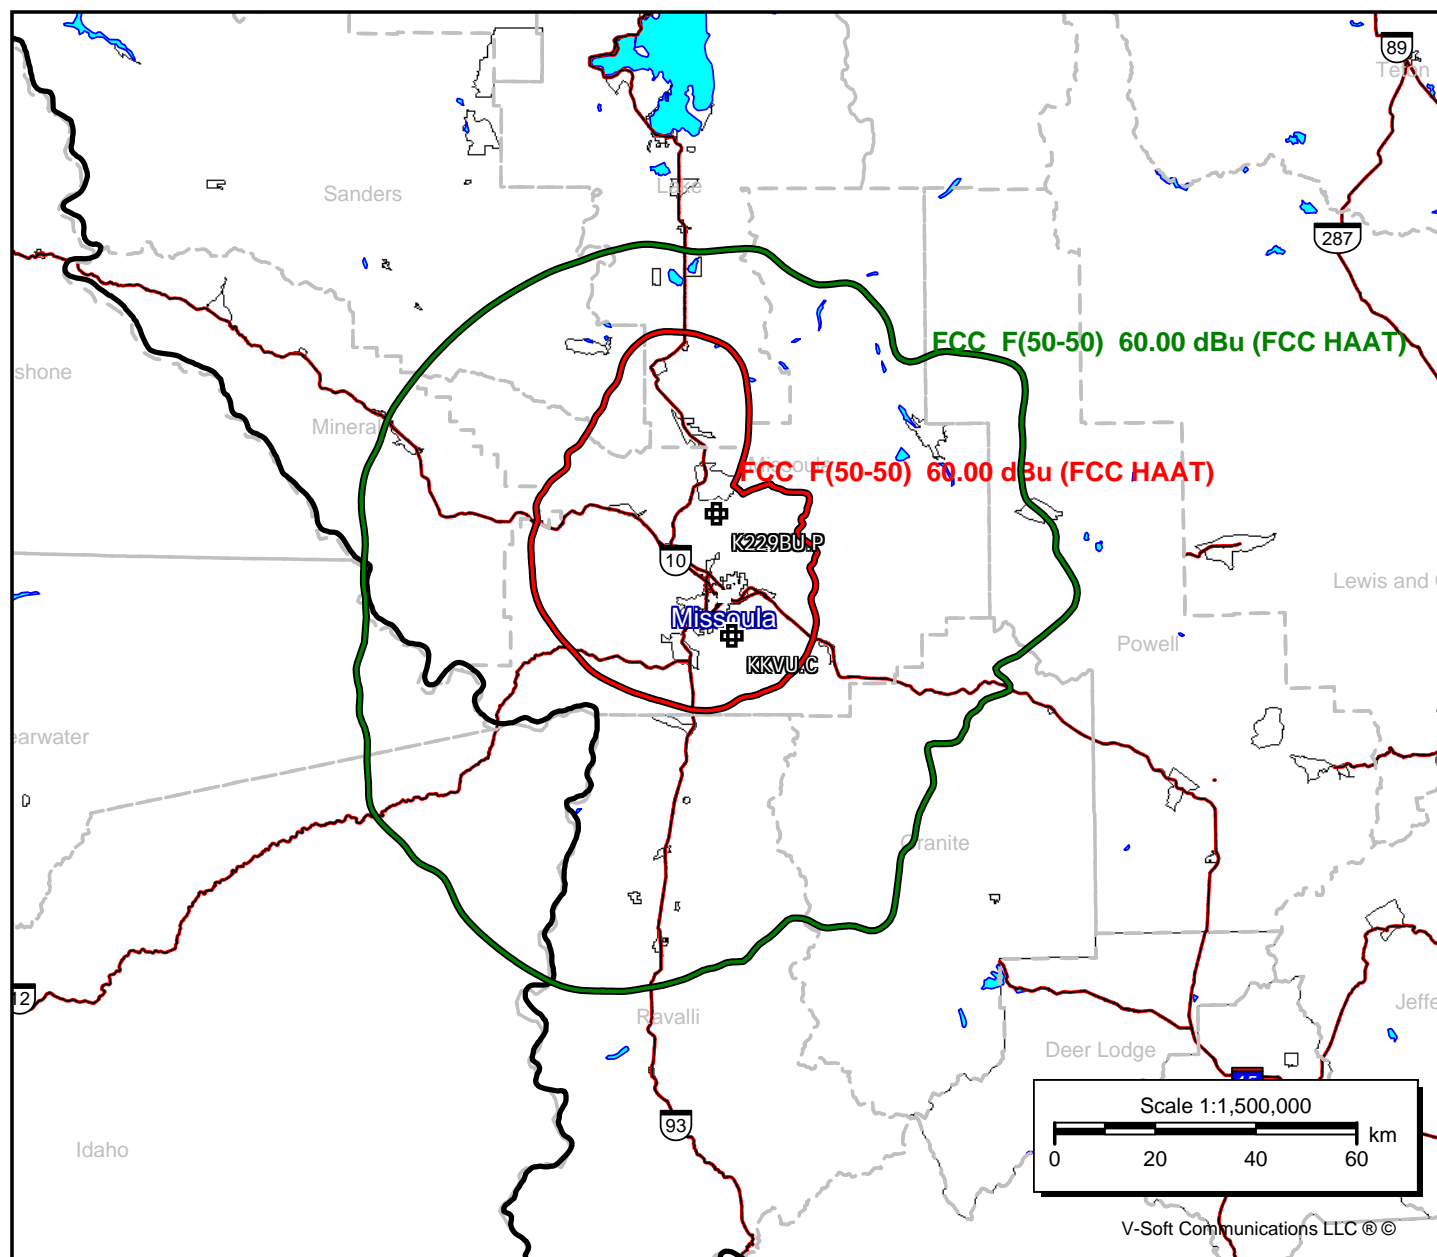 89
Teton
Sanders
Lake
287
FCC F(50-50) 60.00 dBu (FCC HAAT)
shone
Mineral
Missoula
FCC F(50-50) 60.00 dBu (FCC HAAT)
K229BU.P
10
Lewis and C
Missoula
Powell
KKVU.C
earwater
Granite
12
Ravalli
Jeffe
Deer Lodge
15
Scale 1:1,500,000
km
0 20 40 60
93
Idaho
V-Soft Communications LLC ® ©